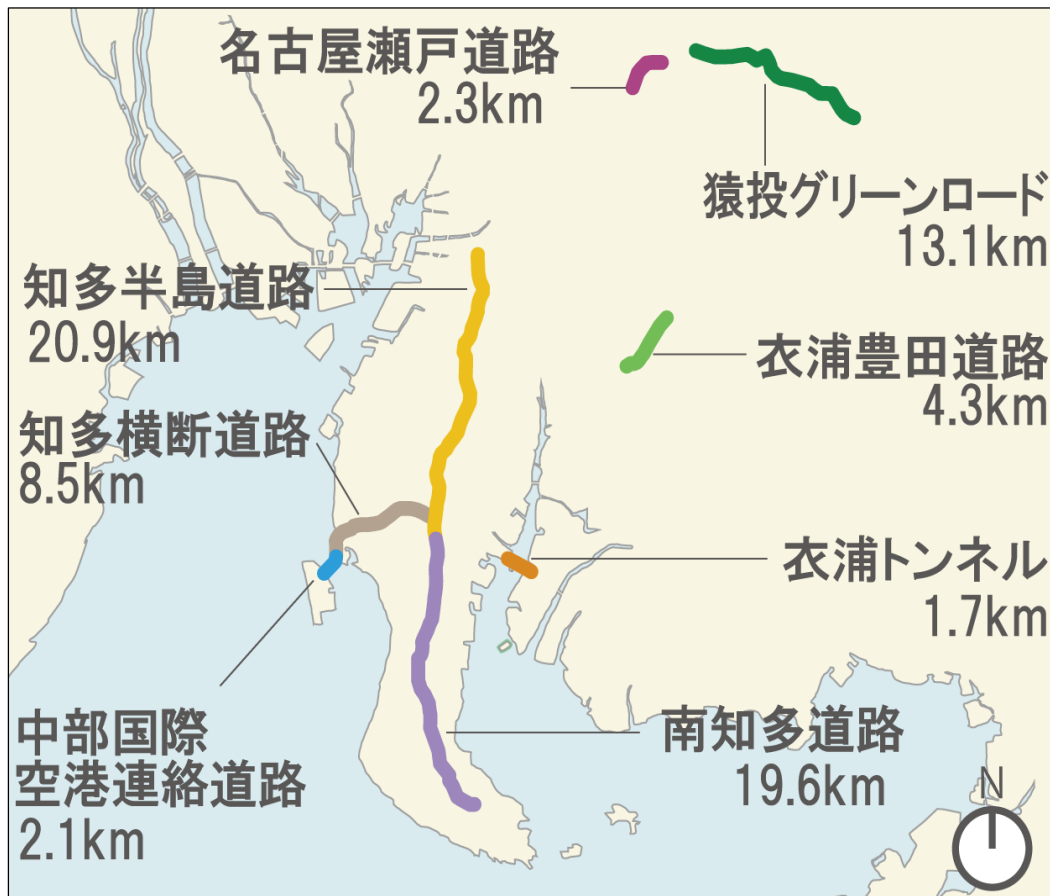 名古屋瀬戸道路
2.3km
猿投グリーンロード
13.1km
知多半島道路
20.9km
衣浦豊田道路
4.3km
知多横断道路
8.5km
衣浦トンネル
1.7km
中部国際
空港連絡道路
2.1km
南知多道路
19.6km
N